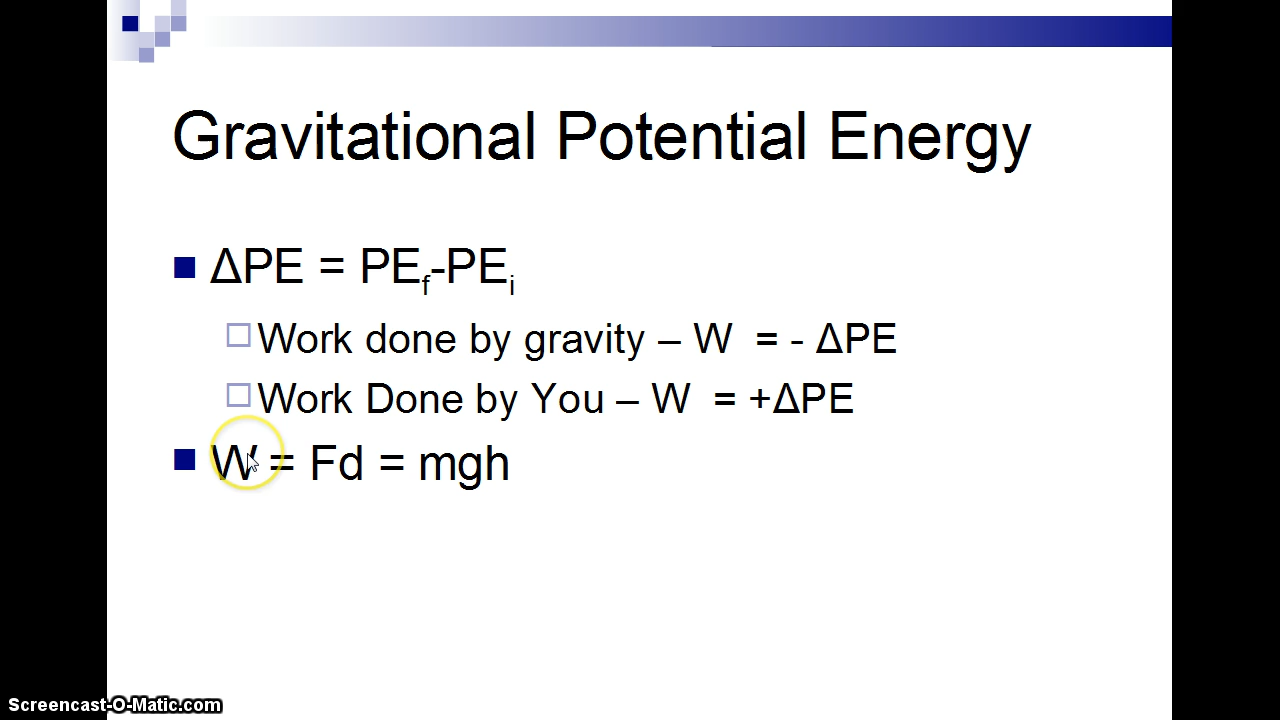 Gravitational Potential Energy
ΔPE = PEf-PEi
Work done by gravity – W = - ΔPE
Work Done by You – W = +ΔPE
W = Fd = mgh
Screencast-O-Matic.com